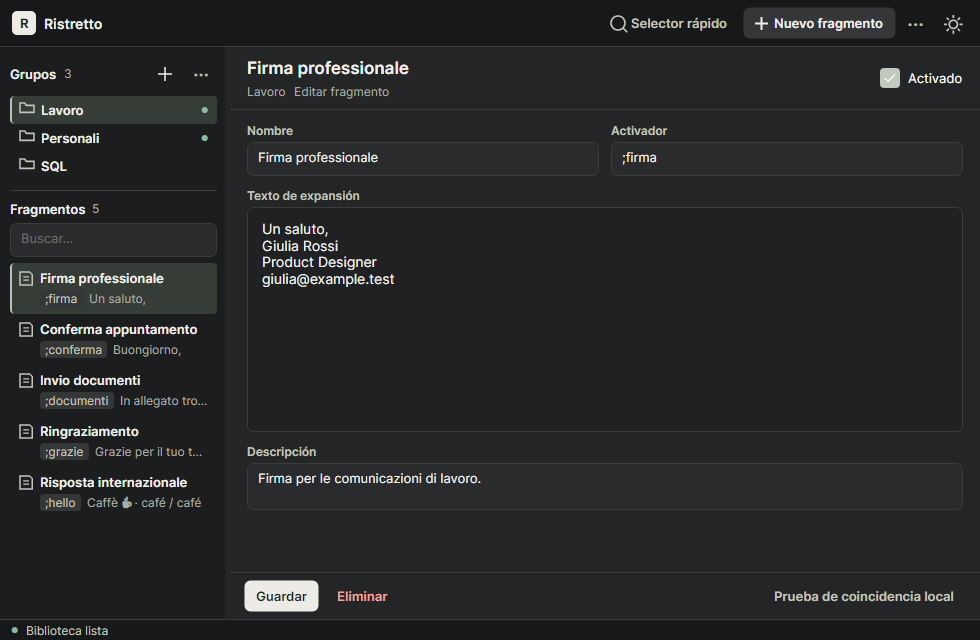 R Ristretto
Selector rápido
Nuevo fragmento
Grupos 3
Lavoro
Personali
SQL
Fragmentos 5
Buscar...
Firma professionale
;firma Un saluto,
Conferma appuntamento
;conferma Buongiorno,
Invio documenti
;documenti In allegato tro...
Ringraziamento
;grazie Grazie per il tuo t...
Risposta internazionale
;hello Caffè ☕ · café / café
Firma professionale
Lavoro Editar fragmento
Activado
Nombre
Firma professionale
Activador
;firma
Texto de expansión
Un saluto,
Giulia Rossi
Product Designer
giulia@example.test
Descripción
Firma per le comunicazioni di lavoro.
Guardar
Eliminar
Prueba de coincidencia local
Biblioteca lista